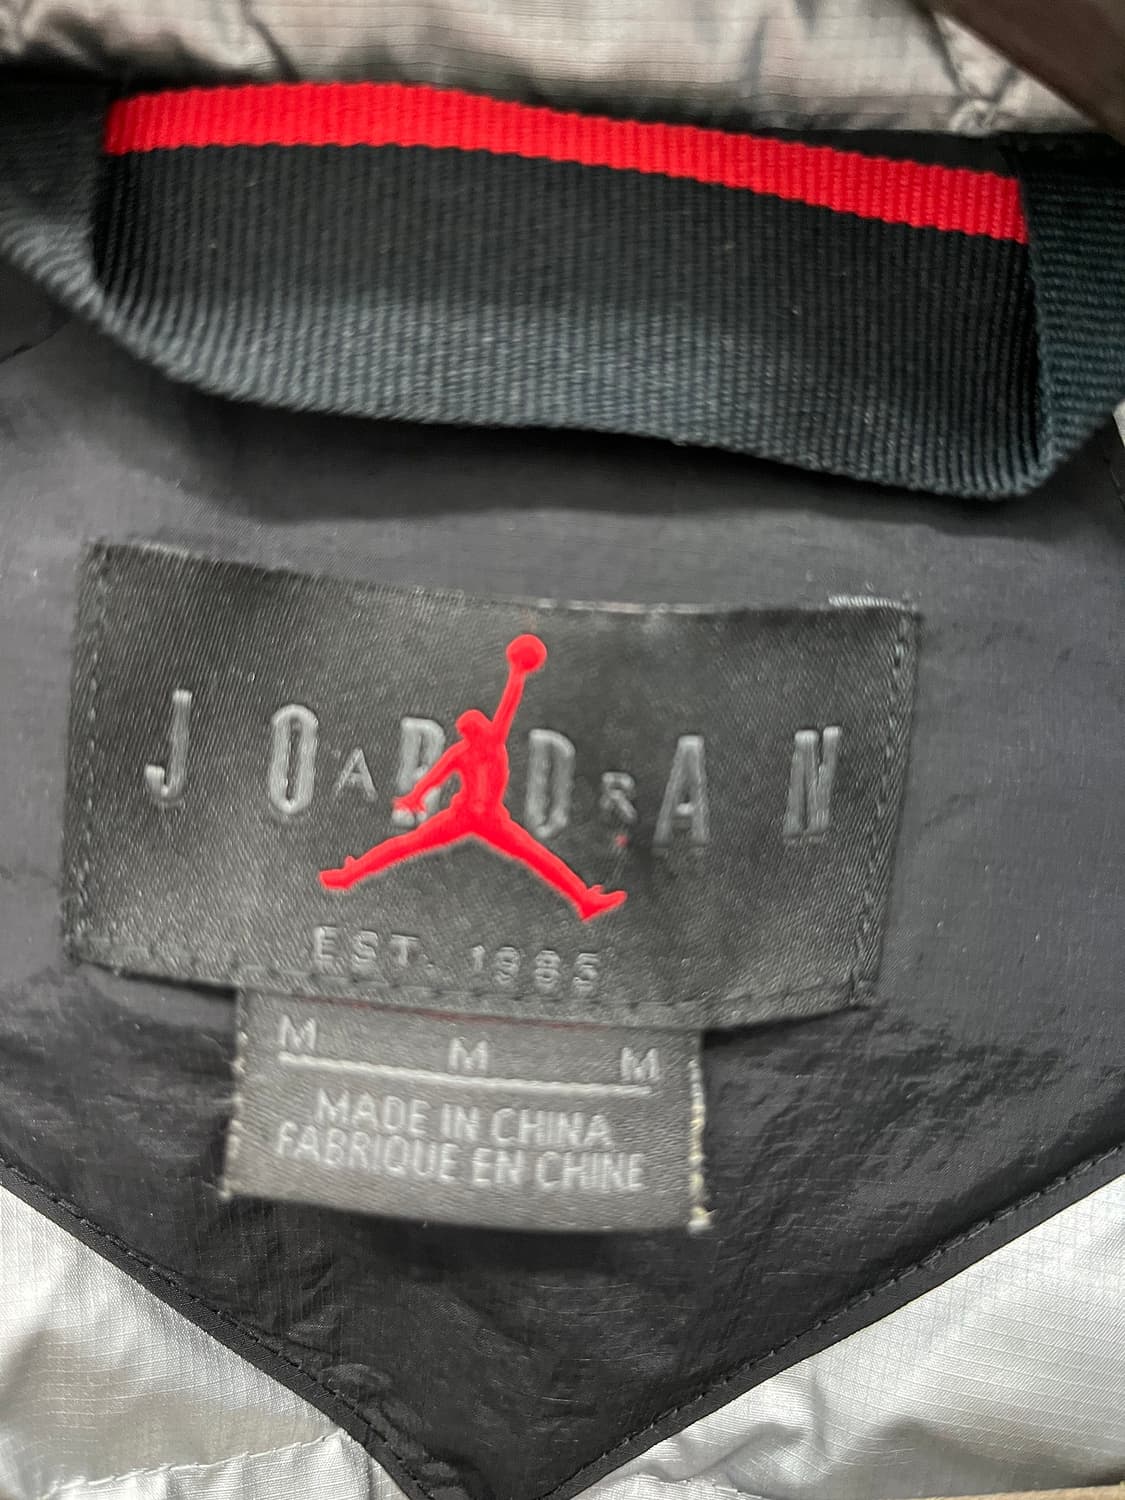 JORDAN
A R
EST. 1985
M M M
MADE IN CHINA
FABRIQUE EN CHINE